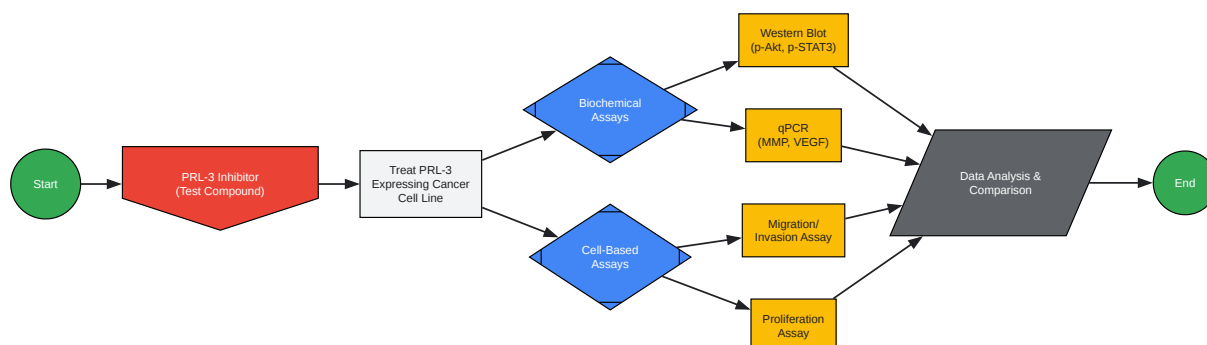 Start
PRL-3 Inhibitor
(Test Compound)
Treat PRL-3
Expressing Cancer
Cell Line
Biochemical
Assays
Cell-Based
Assays
Western Blot
(p-Akt, p-STAT3)
qPCR
(MMP, VEGF)
Migration/
Invasion Assay
Proliferation
Assay
Data Analysis &
Comparison
End